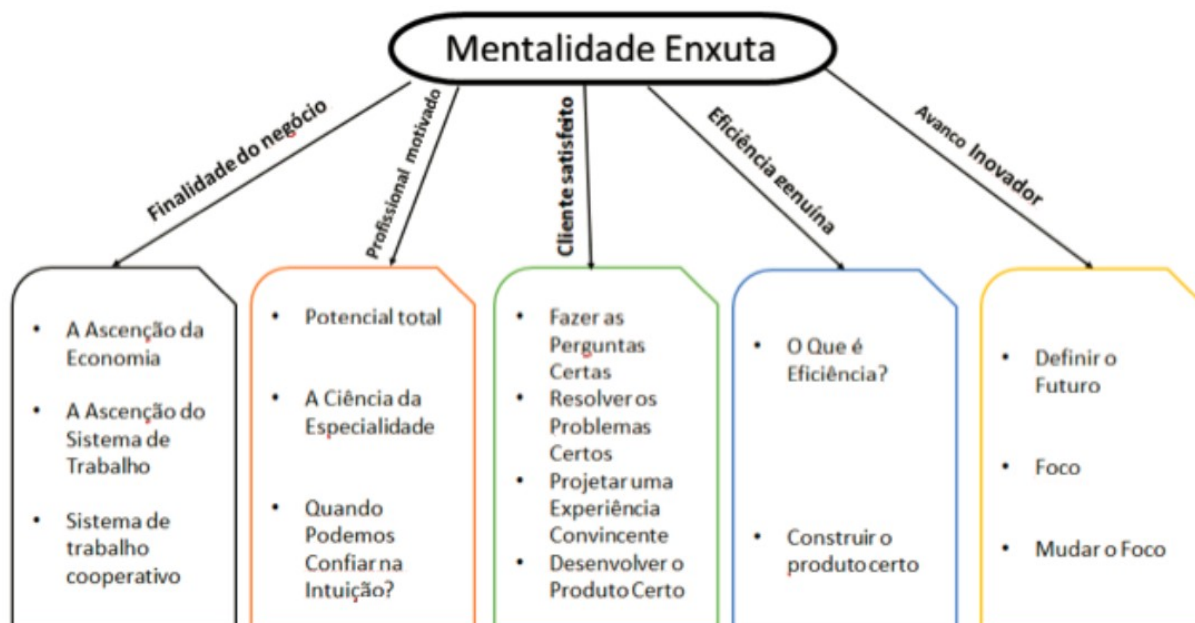 Mentalidade Enxuta
Finalidade do negócio
Profissional motivado
Cliente satisfeito
Eficiência genuína
Avanco Inovador
• A Ascenção da
Economia
• A Ascenção do
Sistema de
Trabalho
• Sistema de
trabalho
cooperativo
• Potencial total
• A Ciência da
Especialidade
• Quando
Podemos
Confiar na
Intuição?
• Fazer as
Perguntas
Certas
• Resolver os
Problemas
Certos
• Projetar uma
Experiência
Convincente
• Desenvolver o
Produto Certo
• O Que é
Eficiência?
• Construir o
produto certo
• Definir o
Futuro
• Foco
• Mudar o Foco